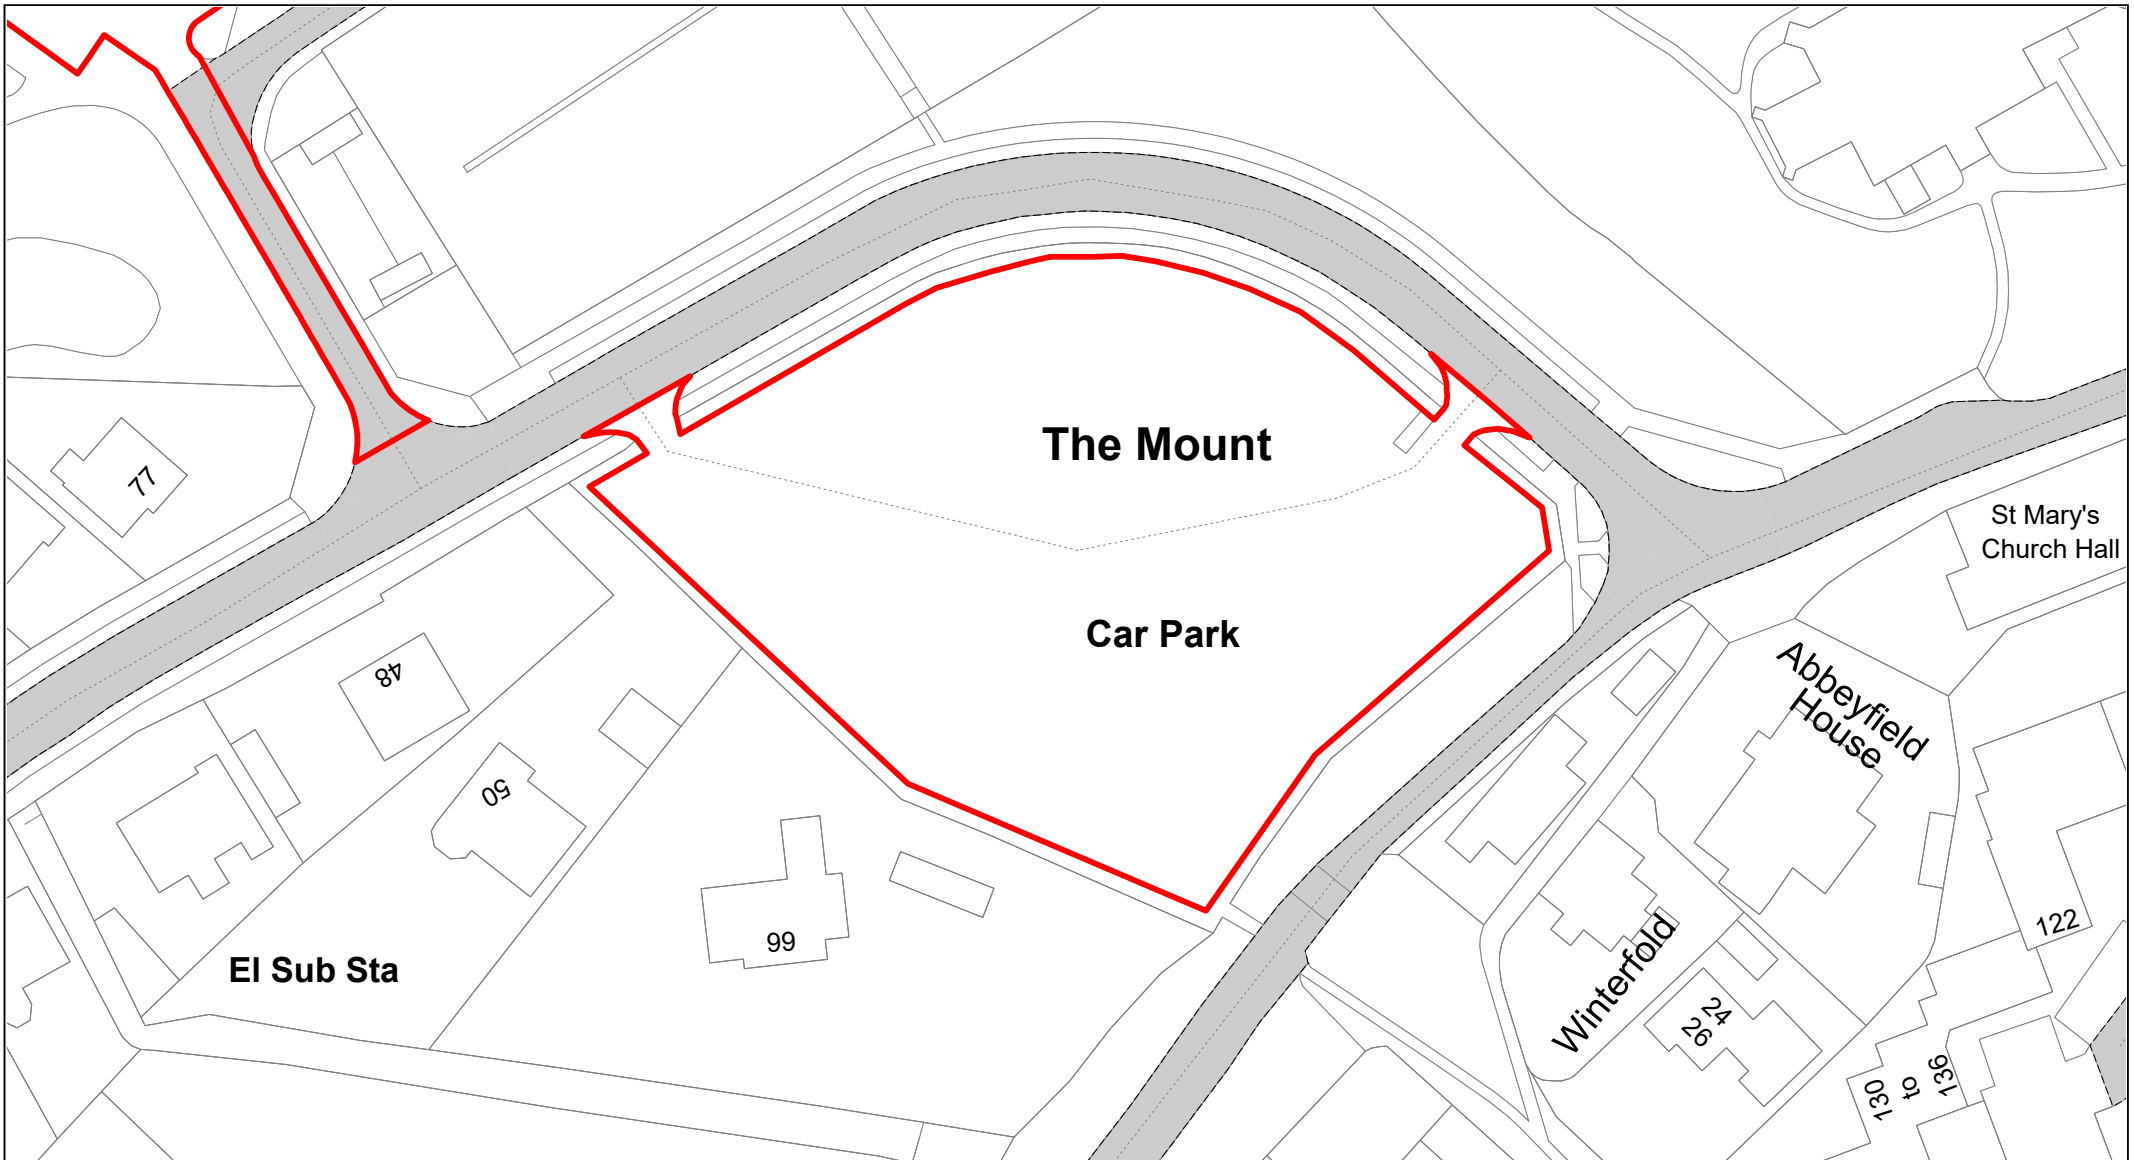 The Mount
77
St Mary's
Church Hall
Car Park
48
Abbeyfield
House
50
99
122
El Sub Sta
Winterfold
24
26
130
to
136